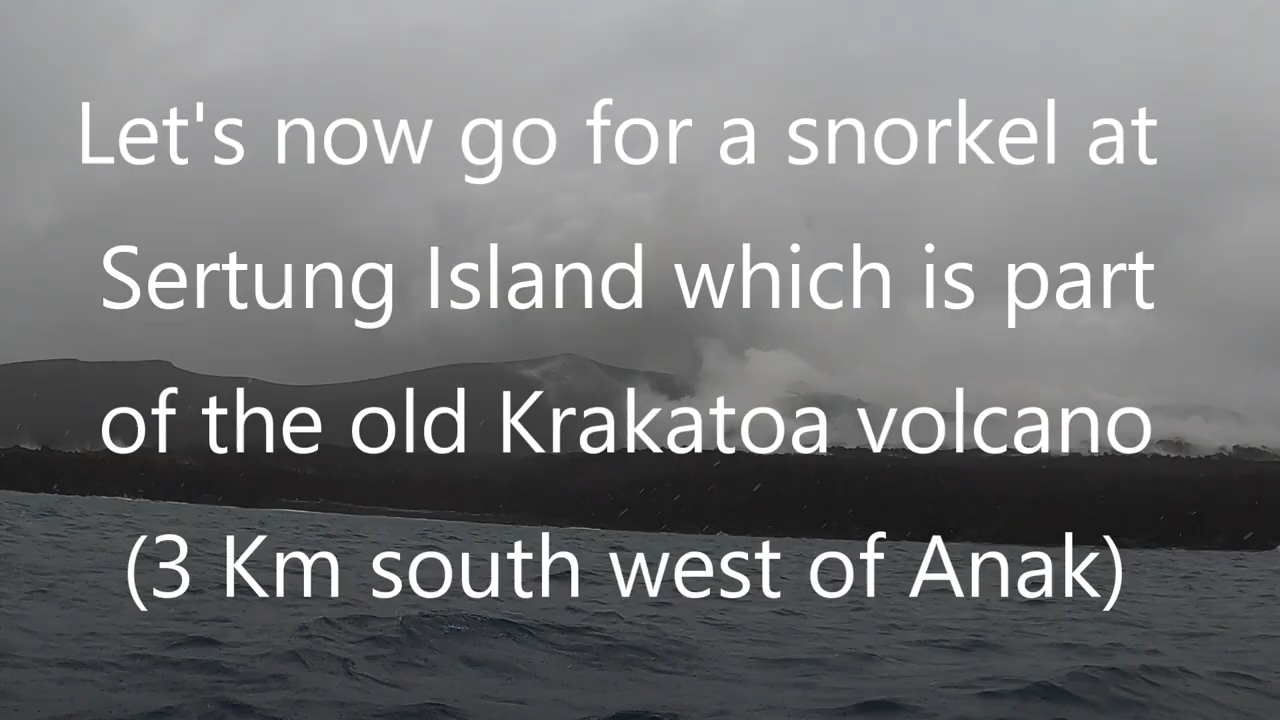 Let's now go for a snorkel at
Sertung Island which is part
of the old Krakatoa volcano
(3 Km south west of Anak)